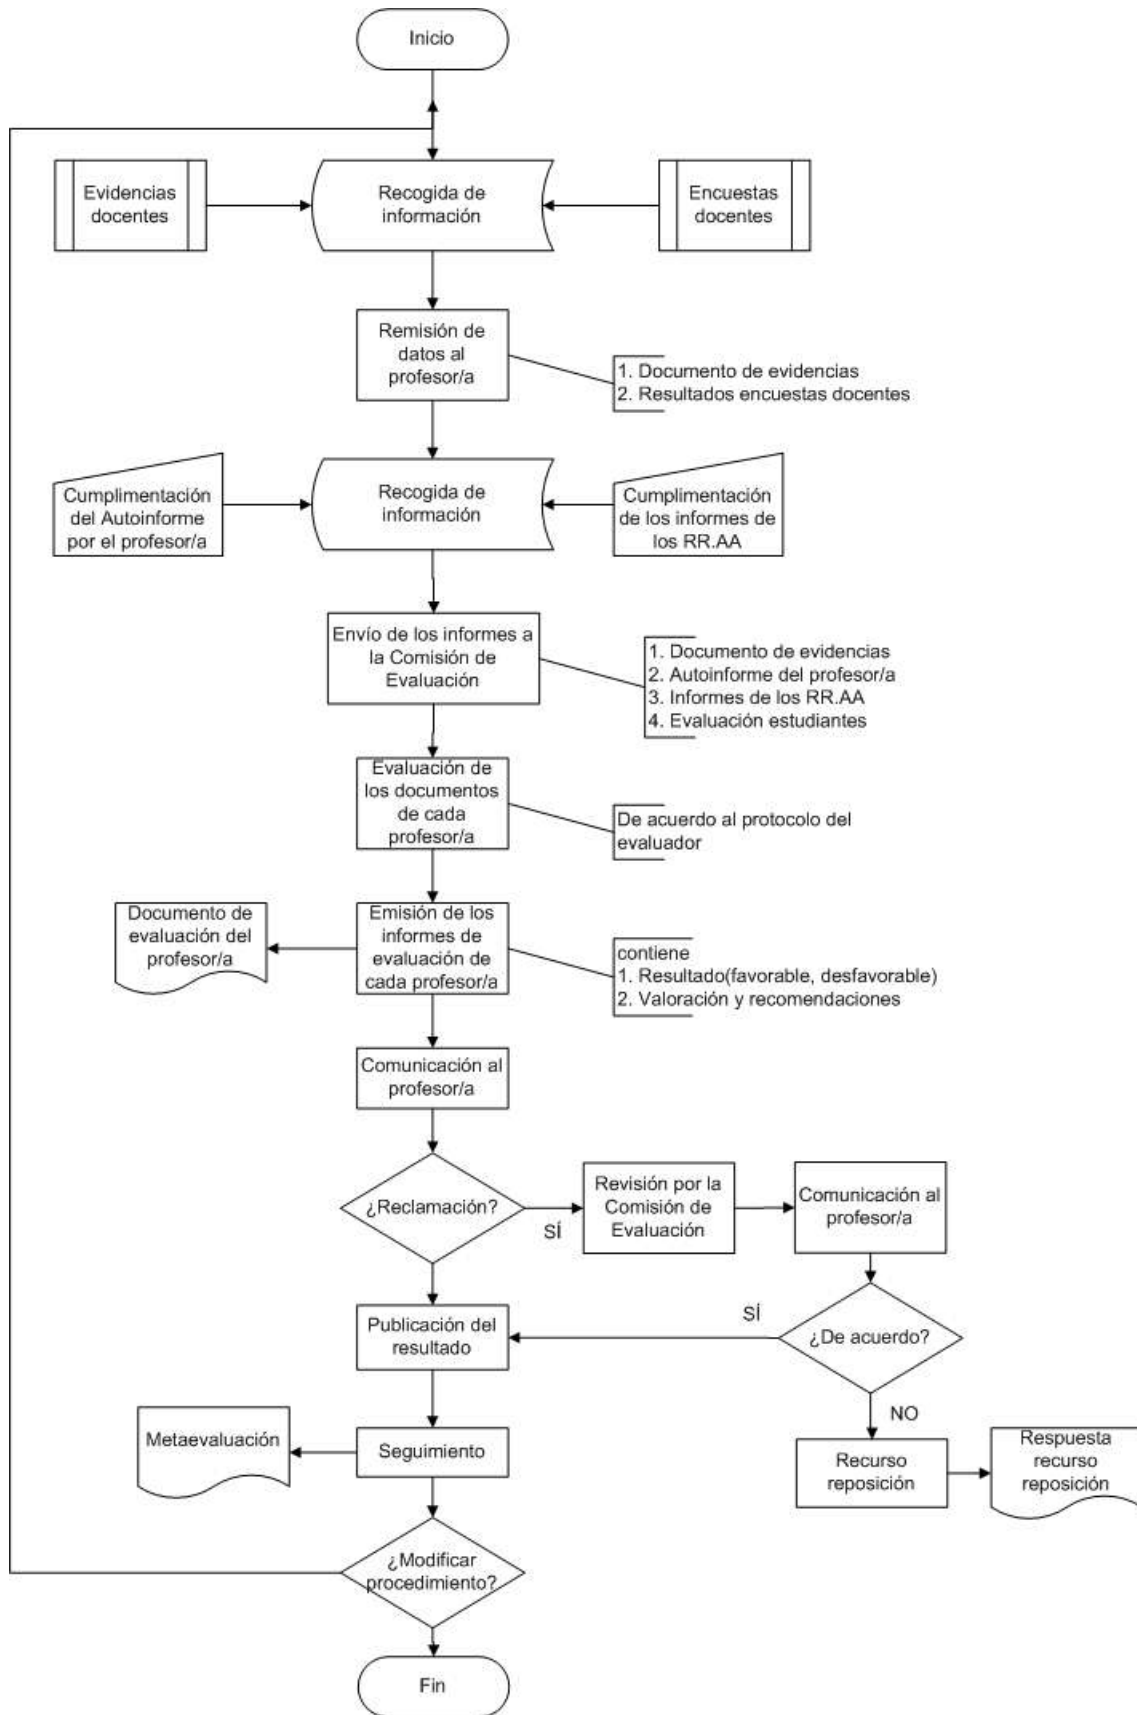 Inicio
Evidencias
docentes
Recogida de
información
Encuestas
docentes
Remisión de
datos al
profesor/a
1. Documento de evidencias
2. Resultados encuestas docentes
Cumplimentación
del Autoinforme
por el profesor/a
Recogida de
información
Cumplimentación
de los informes de
los RR.AA
Envío de los informes a
la Comisión de
Evaluación
1. Documento de evidencias
2. Autoinforme del profesor/a
3. Informes de los RR.AA
4. Evaluación estudiantes
Evaluación de
los documentos
de cada
profesor/a
De acuerdo al protocolo del
evaluador
Documento de
evaluación del
profesor/a
Emisión de los
informes de
evaluación de
cada profesor/a
contiene
1. Resultado(favorable, desfavorable)
2. Valoración y recomendaciones
Comunicación al
profesor/a
¿Reclamación?
SÍ
Revisión por la
Comisión de
Evaluación
Comunicación al
profesor/a
Publicación del
resultado
SÍ
¿De acuerdo?
NO
Metaevaluación
Seguimiento
Recurso
reposición
Respuesta
recurso
reposición
¿Modificar
procedimiento?
Fin